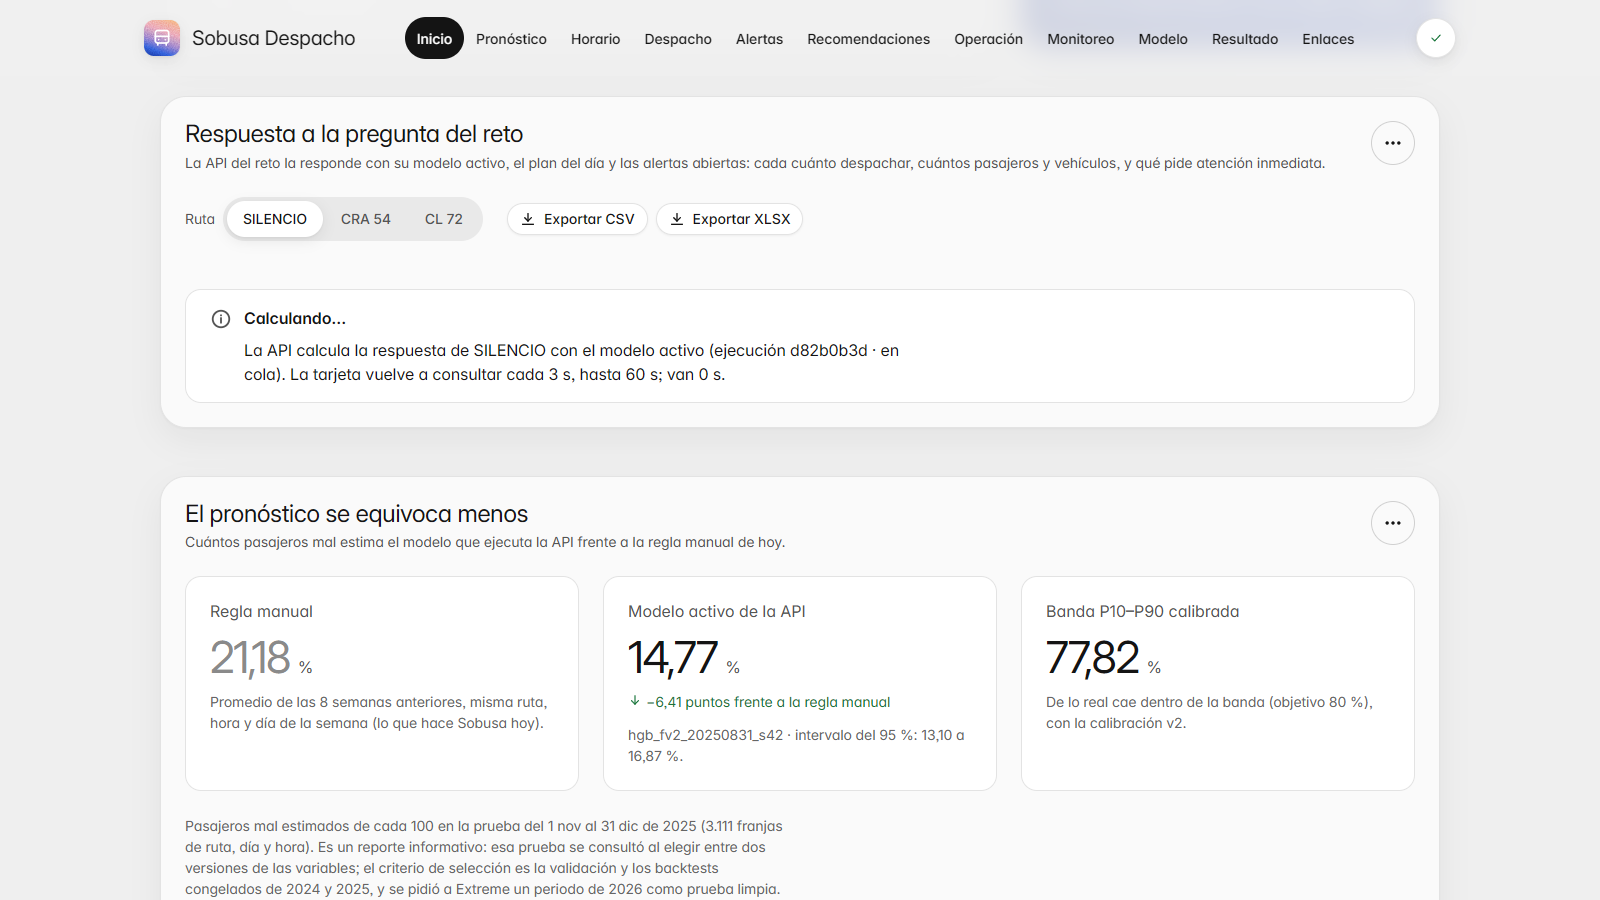 Sobusa Despacho
Inicio
Pronóstico
Horario
Despacho
Alertas
Recomendaciones
Operación
Monitoreo
Modelo
Resultado
Enlaces
Respuesta a la pregunta del reto
La API del reto la responde con su modelo activo, el plan del día y las alertas abiertas: cada cuánto despachar, cuántos pasajeros y vehículos, y qué pide atención inmediata.
Ruta
SILENCIO
CRA 54
CL 72
Exportar CSV
Exportar XLSX
Calculando...
La API calcula la respuesta de SILENCIO con el modelo activo (ejecución d82b0b3d · en
cola). La tarjeta vuelve a consultar cada 3 s, hasta 60 s; van 0 s.
El pronóstico se equivoca menos
Cuántos pasajeros mal estima el modelo que ejecuta la API frente a la regla manual de hoy.
Regla manual
21,18 %
Promedio de las 8 semanas anteriores, misma ruta,
hora y día de la semana (lo que hace Sobusa hoy).
Modelo activo de la API
14,77 %
−6,41 puntos frente a la regla manual
hgb_fv2_20250831_s42 · intervalo del 95 %: 13,10 a
16,87 %.
Banda P10–P90 calibrada
77,82 %
De lo real cae dentro de la banda (objetivo 80 %),
con la calibración v2.
Pasajeros mal estimados de cada 100 en la prueba del 1 nov al 31 dic de 2025 (3.111 franjas
de ruta, día y hora). Es un reporte informativo: esa prueba se consultó al elegir entre dos
versiones de las variables; el criterio de selección es la validación y los backtests
congelados de 2024 y 2025, y se pidió a Extreme un periodo de 2026 como prueba limpia.